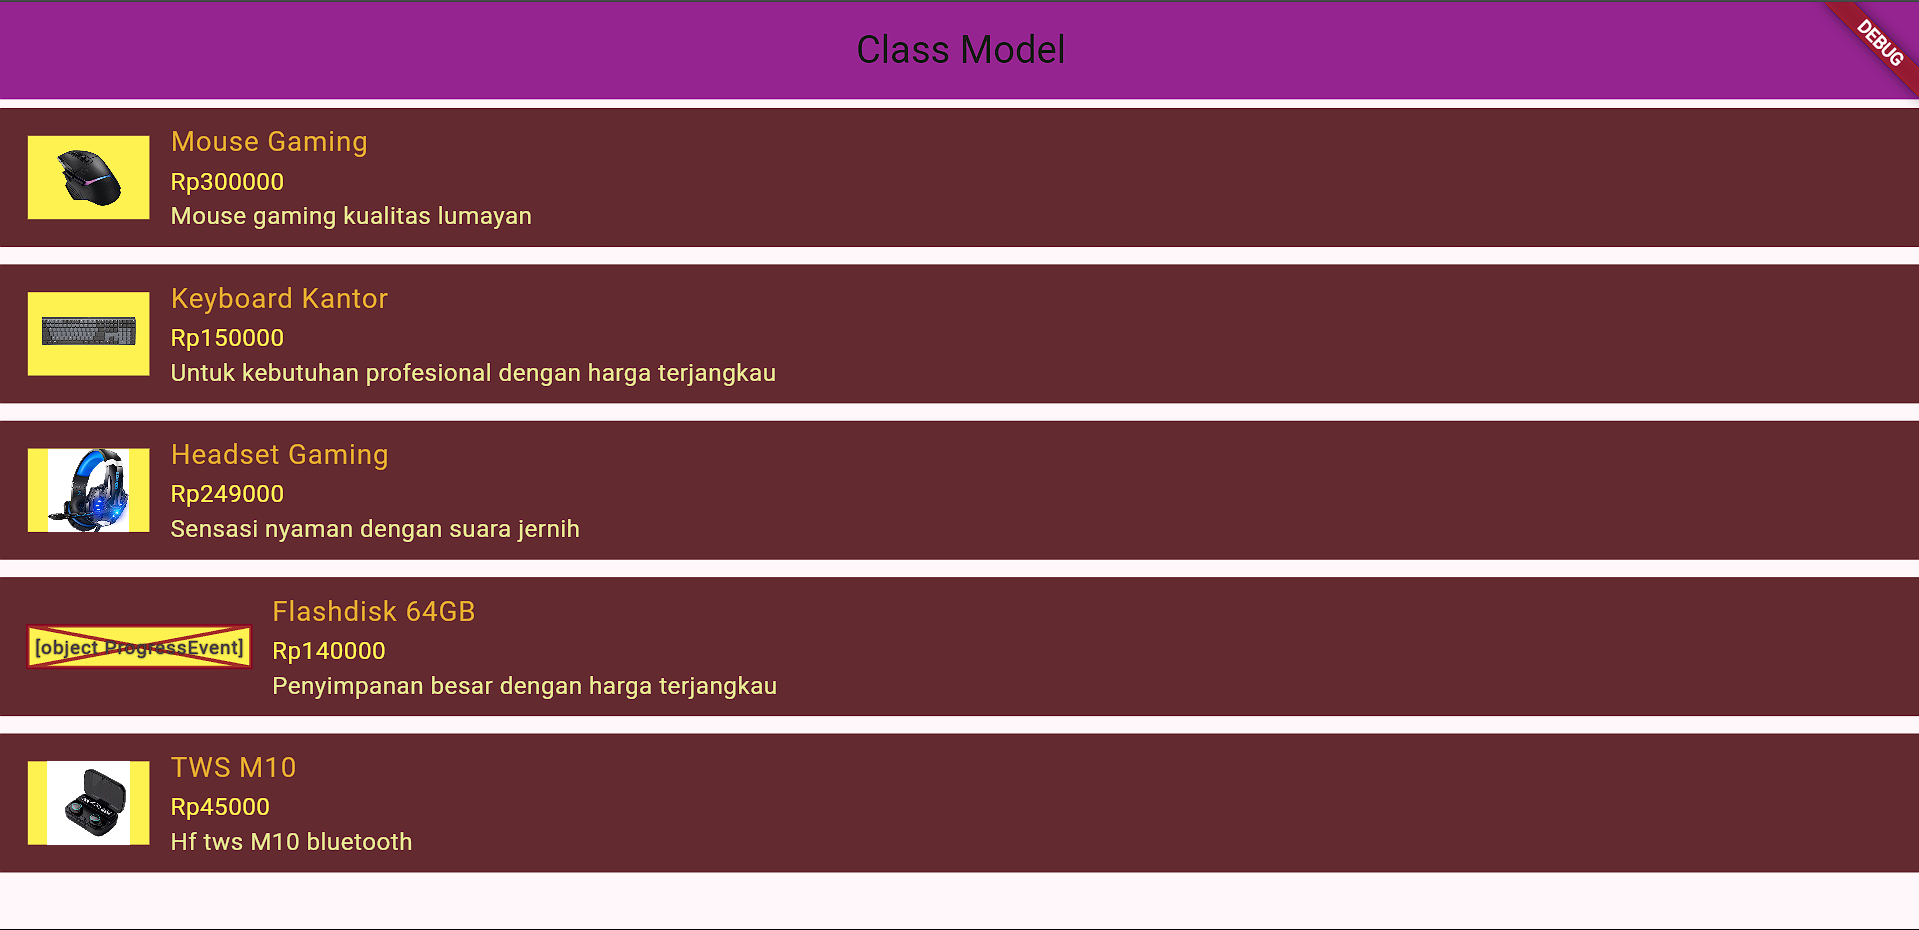 Class Model
DEBUG
Mouse Gaming
Rp300000
Mouse gaming kualitas lumayan
Keyboard Kantor
Rp150000
Untuk kebutuhan profesional dengan harga terjangkau
Headset Gaming
Rp249000
Sensasi nyaman dengan suara jernih
[object ProgressEvent]
Flashdisk 64GB
Rp140000
Penyimpanan besar dengan harga terjangkau
TWS M10
Rp45000
Hf tws M10 bluetooth